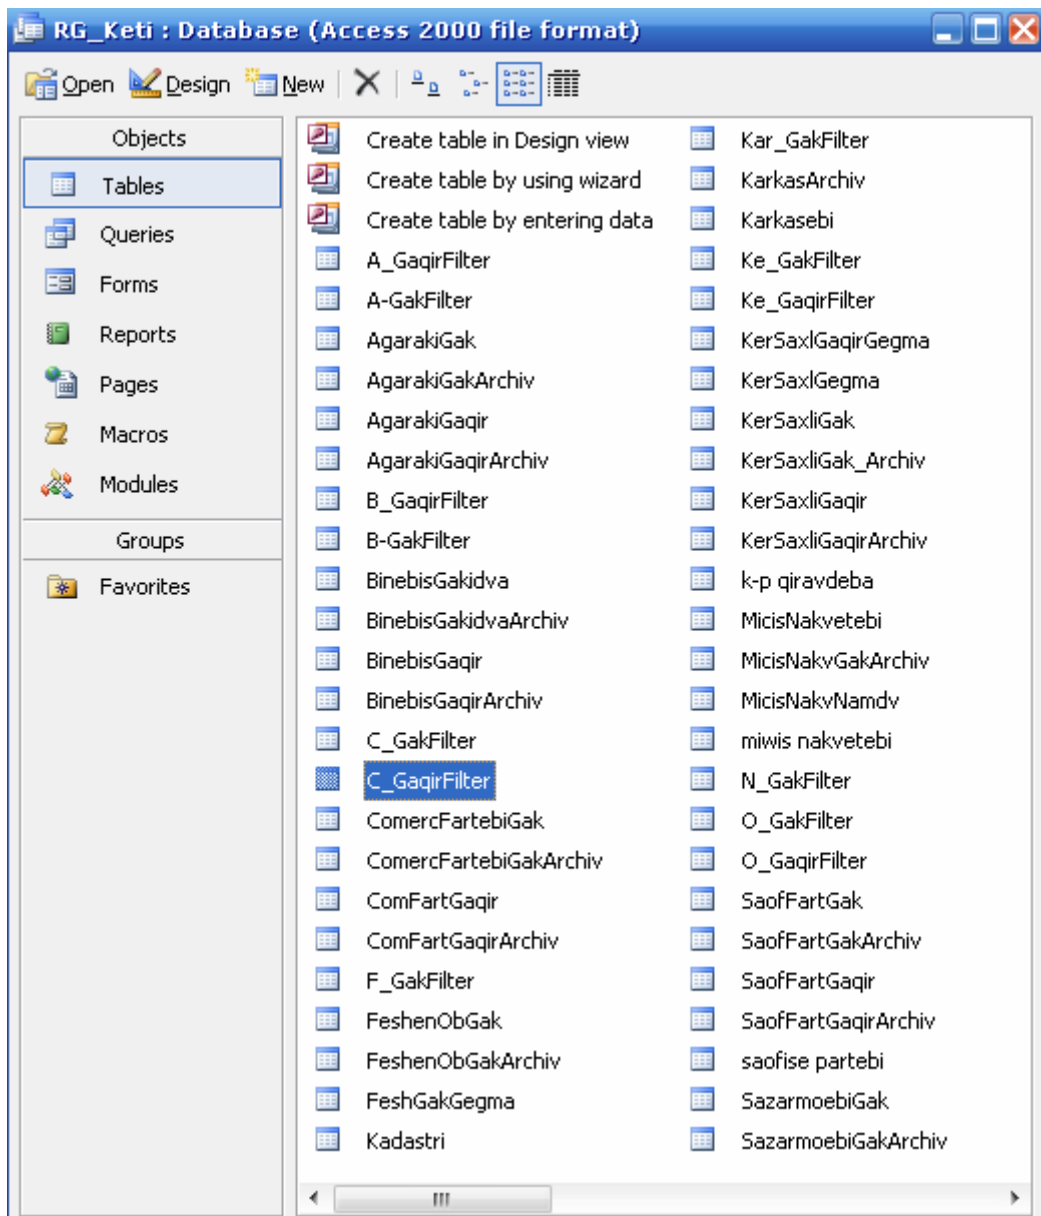 RG_Keti : Database (Access 2000 file format)
Open Design New
Objects
Tables
Queries
Forms
Reports
Pages
Macros
Modules
Groups
Favorites
Create table in Design view
Create table by using wizard
Create table by entering data
A_GaqirFilter
A-GakFilter
AgarakiGak
AgarakiGakArchiv
AgarakiGaqir
AgarakiGaqirArchiv
B_GaqirFilter
B-GakFilter
BinebisGakidva
BinebisGakidvaArchiv
BinebisGaqir
BinebisGaqirArchiv
C_GakFilter
C_GaqirFilter
ComercFartebiGak
ComercFartebiGakArchiv
ComFartGaqir
ComFartGaqirArchiv
F_GakFilter
FeshenObGak
FeshenObGakArchiv
FeshGakGegma
Kadastri
Kar_GakFilter
KarkasArchiv
Karkasebi
Ke_GakFilter
Ke_GaqirFilter
KerSaxlGaqirGegma
KerSaxlGegma
KerSaxliGak
KerSaxliGak_Archiv
KerSaxliGaqir
KerSaxliGaqirArchiv
k-p qiravdeba
MicisNakvetebi
MicisNakvGakArchiv
MicisNakvNamdv
miwis nakvetebi
N_GakFilter
O_GakFilter
O_GaqirFilter
SaofFartGak
SaofFartGakArchiv
SaofFartGaqir
SaofFartGaqirArchiv
saofise partebi
SazarmoebiGak
SazarmoebiGakArchiv